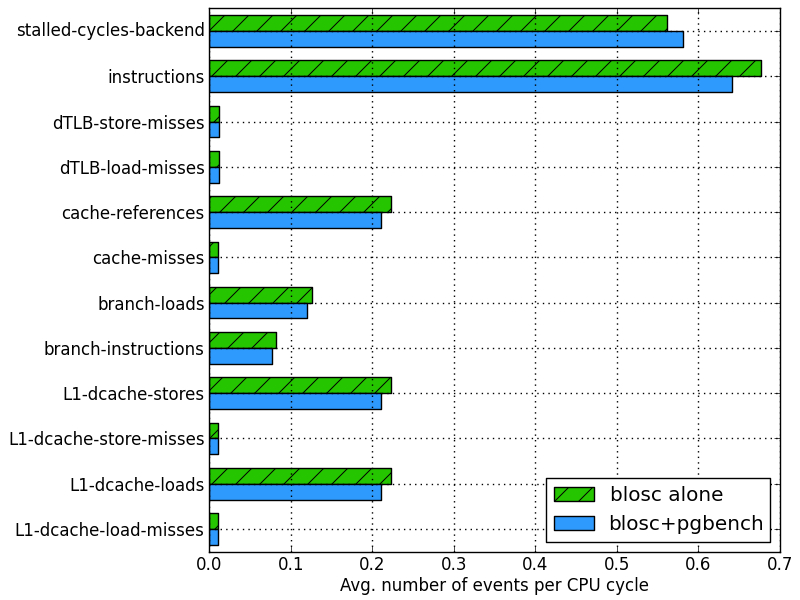 stalled-cycles-backend
instructions
dTLB-store-misses
dTLB-load-misses
cache-references
cache-misses
branch-loads
branch-instructions
L1-dcache-stores
L1-dcache-store-misses
L1-dcache-loads
L1-dcache-load-misses
blosc alone
blosc+pgbench
0.0 0.1 0.2 0.3 0.4 0.5 0.6 0.7
Avg. number of events per CPU cycle